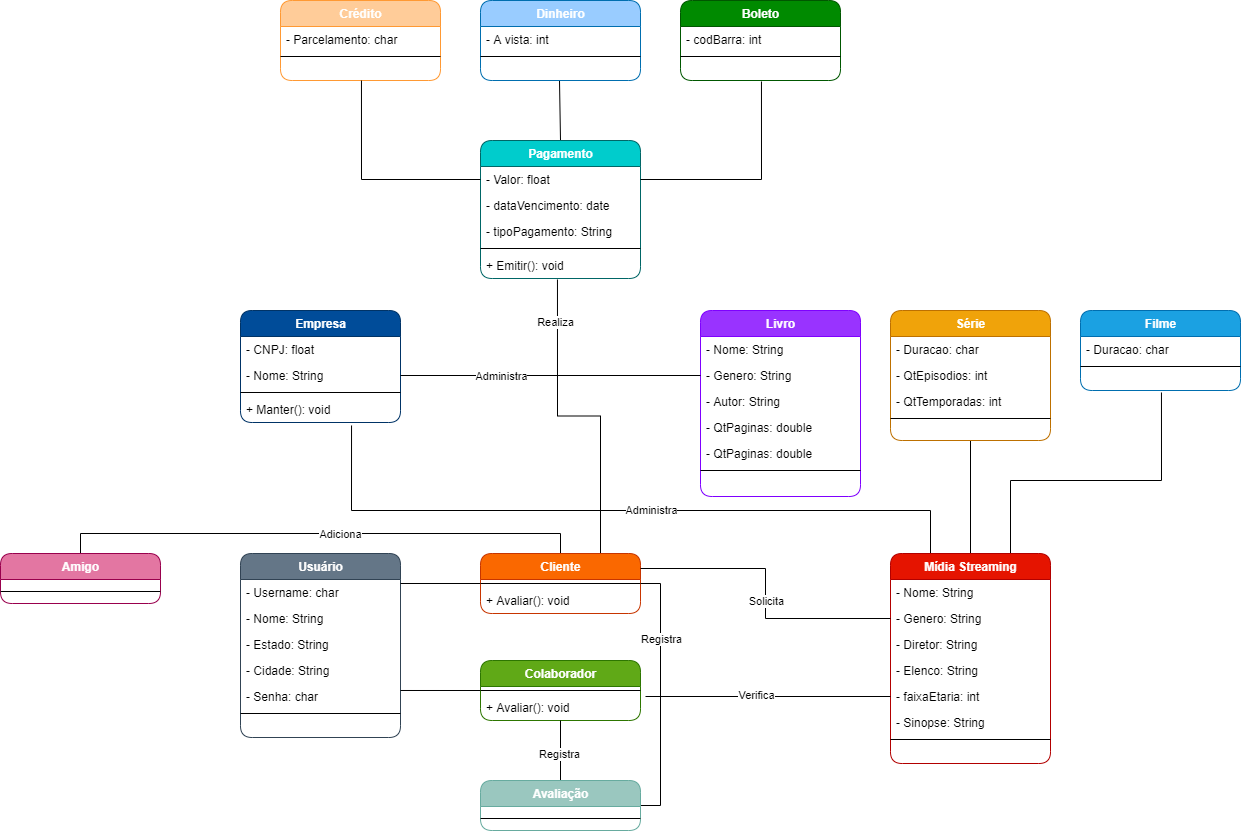 Crédito
- Parcelamento: char
Dinheiro
- A vista: int
Boleto
- codBarra: int
Pagamento
- Valor: float
- dataVencimento: date
- tipoPagamento: String
+ Emitir(): void
Realiza
Empresa
- CNPJ: float
- Nome: String
+ Manter(): void
Administra
Livro
- Nome: String
- Genero: String
- Autor: String
- QtPaginas: double
- QtPaginas: double
Série
- Duracao: char
- QtEpisodios: int
- QtTemporadas: int
Filme
- Duracao: char
Administra
Adiciona
Amigo
Usuário
- Username: char
- Nome: String
- Estado: String
- Cidade: String
- Senha: char
Cliente
+ Avaliar(): void
Solicita
Registra
Colaborador
+ Avaliar(): void
Verifica
Registra
Avaliação
Mídia Streaming
- Nome: String
- Genero: String
- Diretor: String
- Elenco: String
- faixaEtaria: int
- Sinopse: String